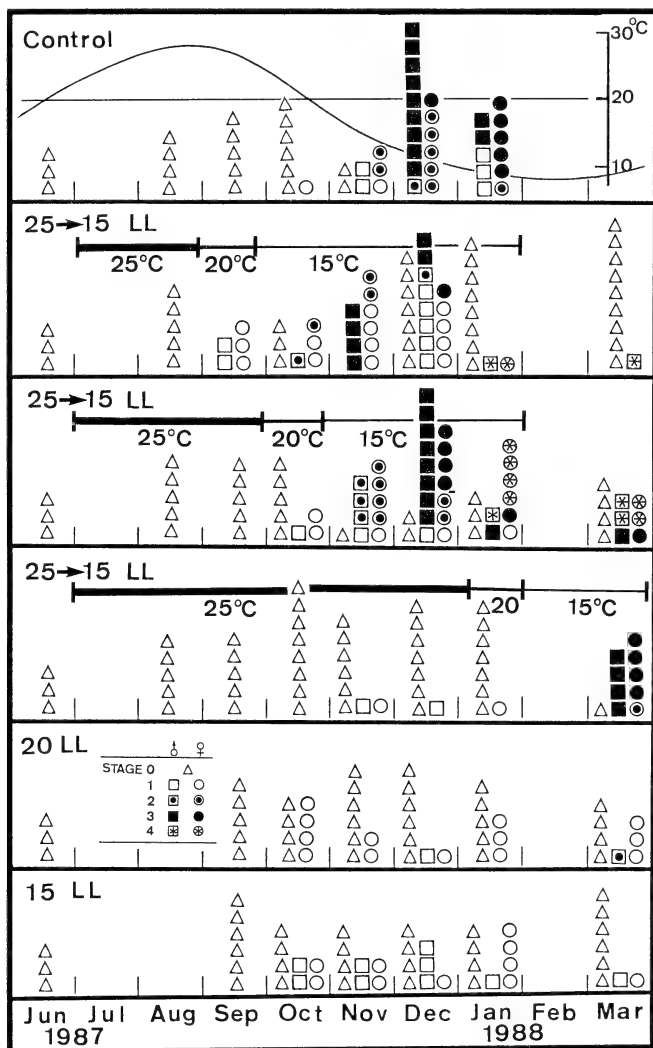 Control
30°C
20
10
25→15 LL
25°C 20°C 15°C
25→15 LL
25°C 20°C 15°C
25→15 LL
25°C 20 15°C
20 LL
♂ ♀
STAGE 0
1
2
3
4
15 LL
Jun Jul Aug Sep Oct Nov Dec Jan Feb Mar
1987 1988